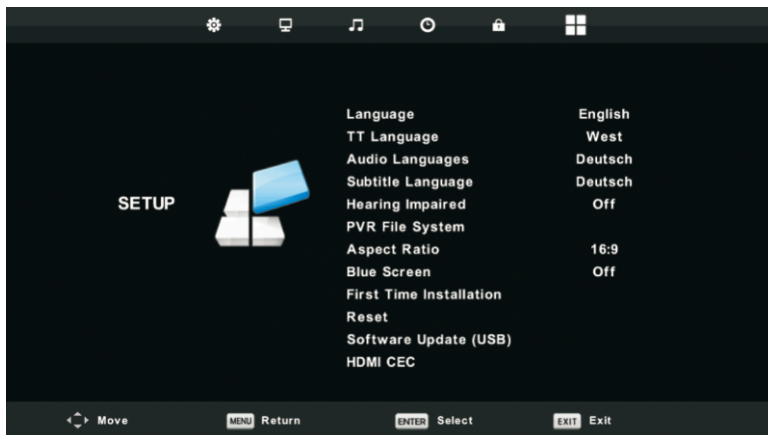 Language English
TT Language West
Audio Languages Deutsch
Subtitle Language Deutsch
SETUP
Hearing Impaired Off
PVR File System
Aspect Ratio 16:9
Blue Screen Off
First Time Installation
Reset
Software Update (USB)
HDMI CEC
Move MENU Return ENTER Select EXIT Exit